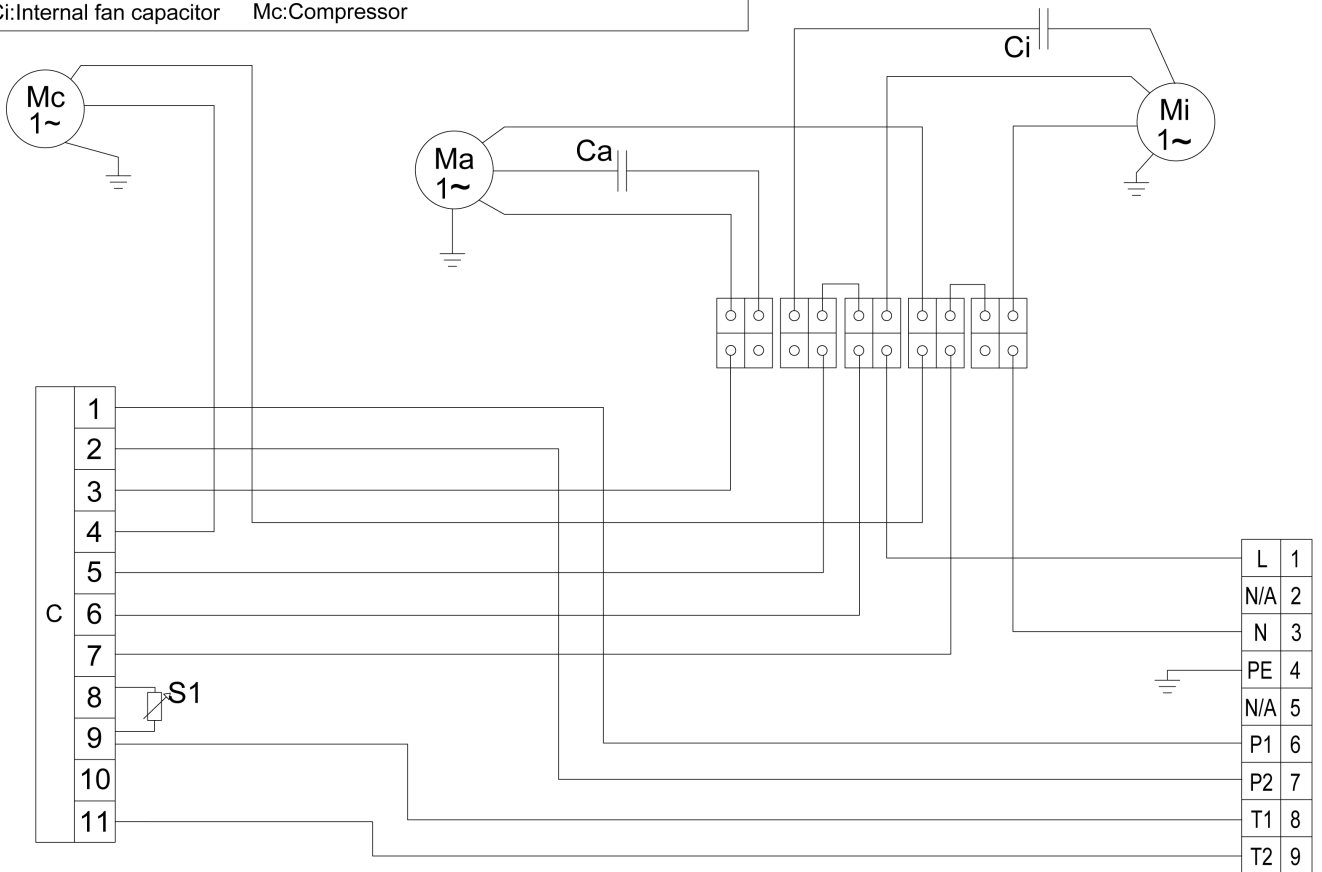 Ci:Internal fan capacitor Mc:Compressor
Ci
Mc
1~
Mi
1~
Ma
1~
Ca
C
1
2
3
4
5
6
7
8
9
10
11
S1
L 1
N/A 2
N 3
PE 4
N/A 5
P1 6
P2 7
T1 8
T2 9